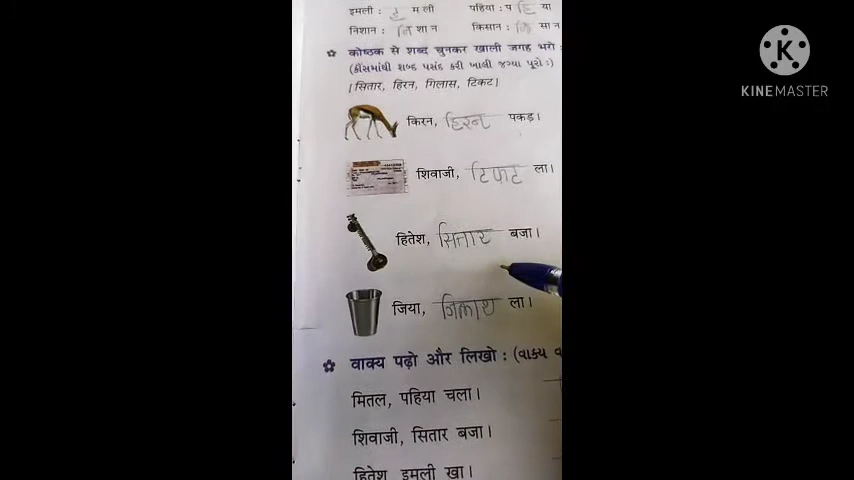 इमली : इ म ली पहिया : प हि या
निशान : नि शा न किसान : कि सा न
कोष्ठक से शब्द चुनकर खाली जगह भरो :
(કૌંસમાંથી શબ્દ પસંદ કરી ખાલી જગ્યા પૂરો :)
[सितार, हिरन, गिलास, टिकट]
किरन, हिरन पकड़।
शिवाजी, टिकट ला।
हितेश, सितार बजा।
जिया, गिलास ला।
वाक्य पढ़ो और लिखो : (વાક્ય
मितल, पहिया चला।
शिवाजी, सितार बजा।
हितेश इमली खा।
KINEMASTER